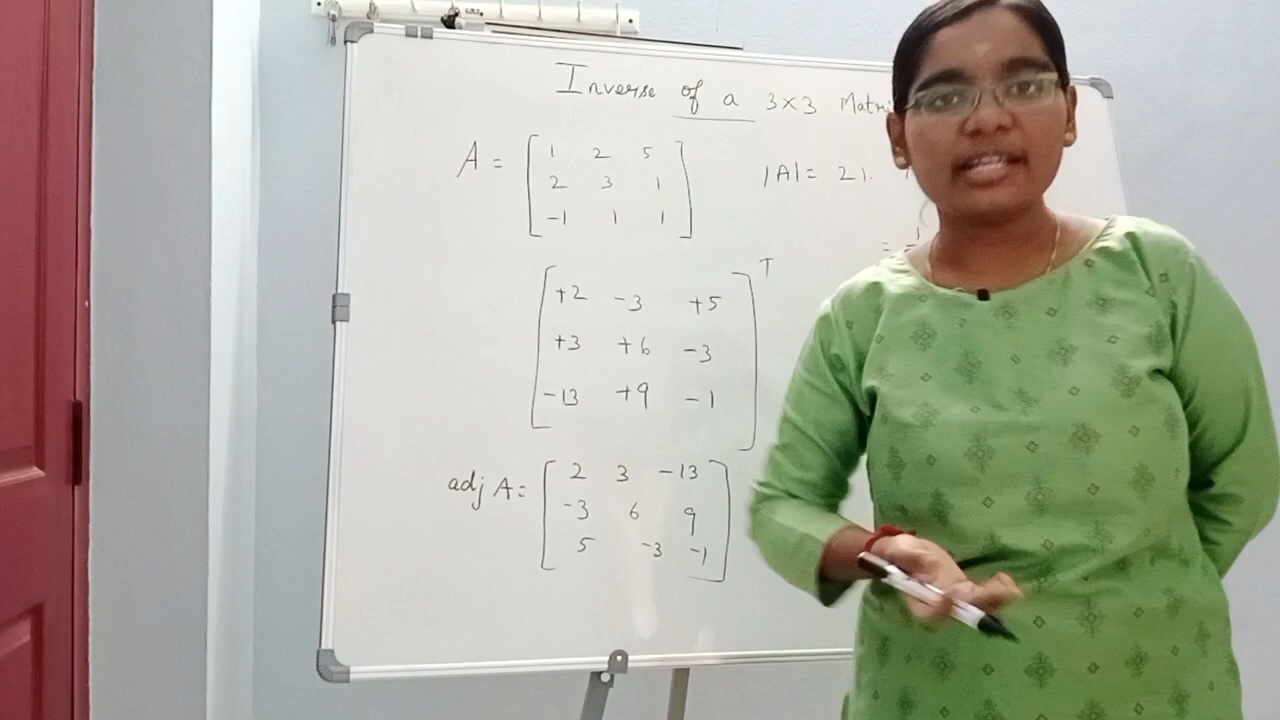 Inverse of a 3×3 Matri
A = [ 1 2 5
2 3 1
-1 1 1 ]
|A| = 21.
[ +2 -3 +5
+3 +6 -3
-13 +9 -1 ]ᵀ
adj A = [ 2 3 -13
-3 6 9
5 -3 -1 ]